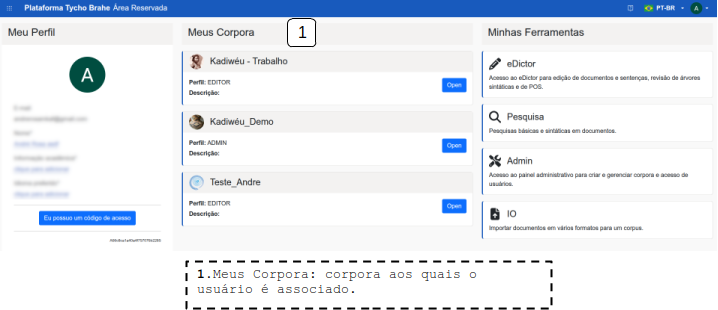 Plataforma Tycho Brahe Área Reservada
PT-BR
A
Meu Perfil
A
Eu possuo um código de acesso
Meus Corpora
1
Kadiwéu - Trabalho
Perfil: EDITOR
Descrição:
Open
Kadiwéu_Demo
Perfil: ADMIN
Descrição:
Open
Teste_Andre
Perfil: EDITOR
Descrição:
Open
Minhas Ferramentas
eDictor
Acesso ao eDictor para edição de documentos e sentenças, revisão de árvores
sintáticas e de POS.
Pesquisa
Pesquisas básicas e sintáticas em documentos.
Admin
Acesso ao painel administrativo para criar e gerenciar corpora e acesso de
usuários.
IO
Importar documentos em vários formatos para um corpus.
1.Meus Corpora: corpora aos quais o
usuário é associado.